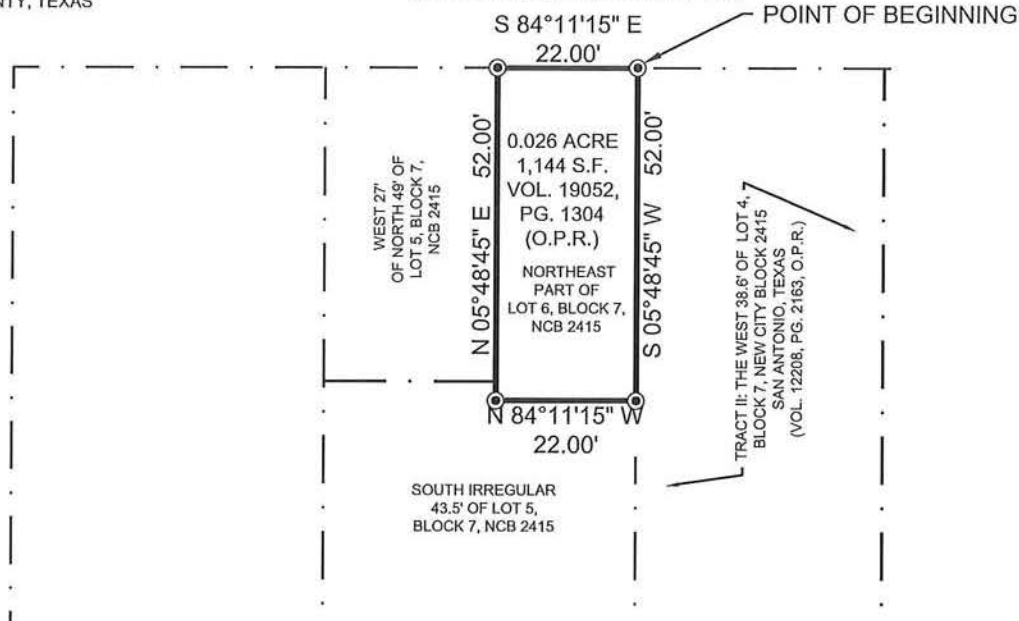 NTY, TEXAS
S 84°11'15" E
22.00'
POINT OF BEGINNING
WEST 27'
OF NORTH 49' OF
LOT 5, BLOCK 7,
NCB 2415
N 05°48'45" E 52.00'
0.026 ACRE
1,144 S.F.
VOL. 19052,
PG. 1304
(O.P.R.)
NORTHEAST
PART OF
LOT 6, BLOCK 7,
NCB 2415
S 05°48'45" W 52.00'
TRACT II: THE WEST 38.6' OF LOT 4,
BLOCK 7, NEW CITY BLOCK 2415
SAN ANTONIO, TEXAS
(VOL. 12208, PG. 2163, O.P.R.)
N 84°11'15" W
22.00'
SOUTH IRREGULAR
43.5' OF LOT 5,
BLOCK 7, NCB 2415